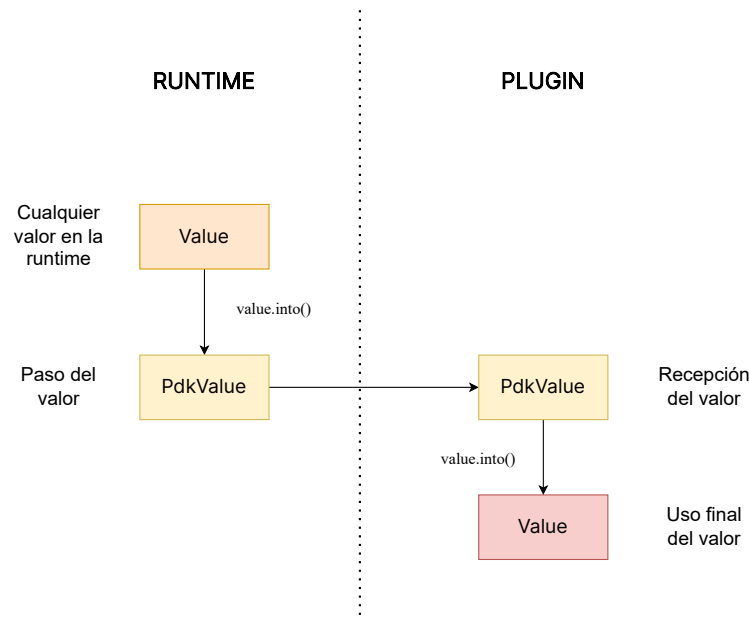 RUNTIME
PLUGIN
Cualquier
valor en la
runtime
Value
value.into()
Paso del
valor
PdkValue
PdkValue
Recepción
del valor
value.into()
Value
Uso final
del valor